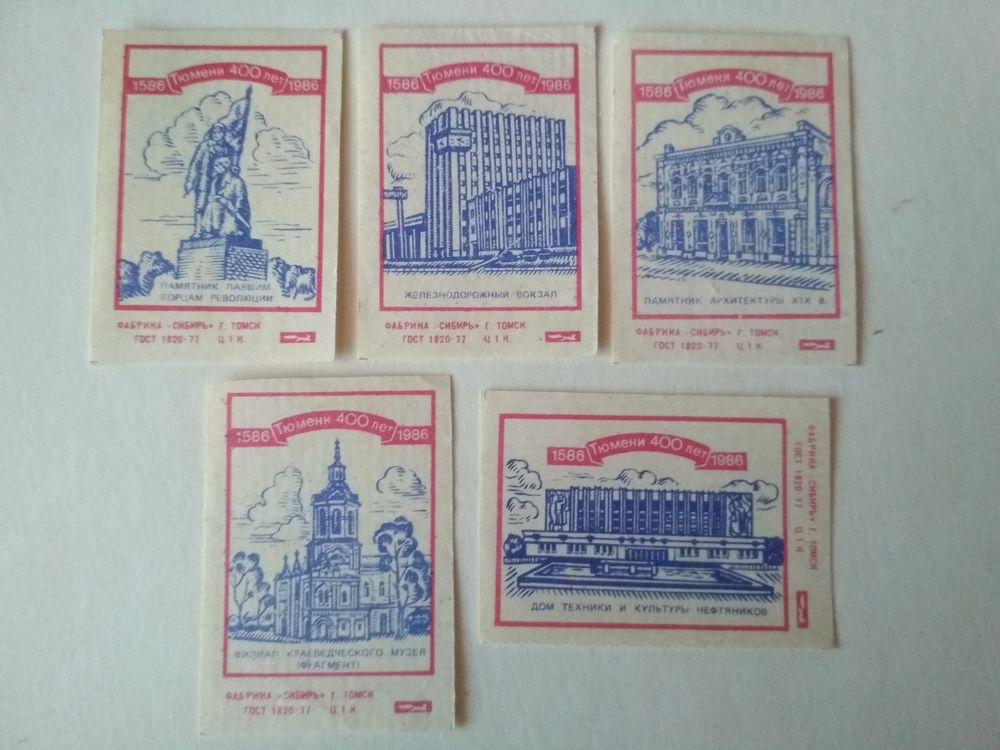 1586 Тюмени 400 лет 1986
ПАМЯТНИК ПАВШИМ
БОРЦАМ РЕВОЛЮЦИИ
ФАБРИКА «СИБИРЬ» Г. ТОМСК
ГОСТ 1820-77 Ц. 1 К.
1586 Тюмени 400 лет 1986
ЖЕЛЕЗНОДОРОЖНЫЙ ВОКЗАЛ
ФАБРИКА «СИБИРЬ» Г. ТОМСК
ГОСТ 1820-77 Ц. 1 К.
1586 Тюмени 400 лет 1986
ПАМЯТНИК АРХИТЕКТУРЫ XIX В.
ФАБРИКА «СИБИРЬ» Г. ТОМСК
ГОСТ 1820-77 Ц. 1 К.
1586 Тюмени 400 лет 1986
ФИЛИАЛ КРАЕВЕДЧЕСКОГО МУЗЕЯ
(ФРАГМЕНТ)
ФАБРИКА «СИБИРЬ» Г. ТОМСК
ГОСТ 1820-77 Ц. 1 К.
1586 Тюмени 400 лет 1986
ДОМ ТЕХНИКИ И КУЛЬТУРЫ НЕФТЯНИКОВ
ФАБРИКА «СИБИРЬ» Г. ТОМСК
ГОСТ 1820-77 Ц. 1 К.